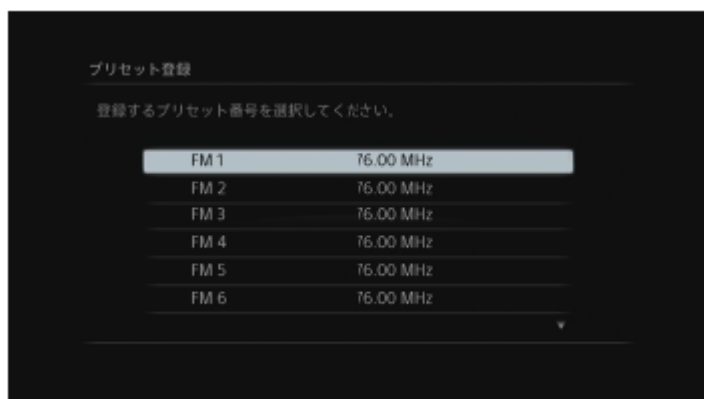 プリセット登録
登録するプリセット番号を選択してください。
FM 1 76.00 MHz
FM 2 76.00 MHz
FM 3 76.00 MHz
FM 4 76.00 MHz
FM 5 76.00 MHz
FM 6 76.00 MHz